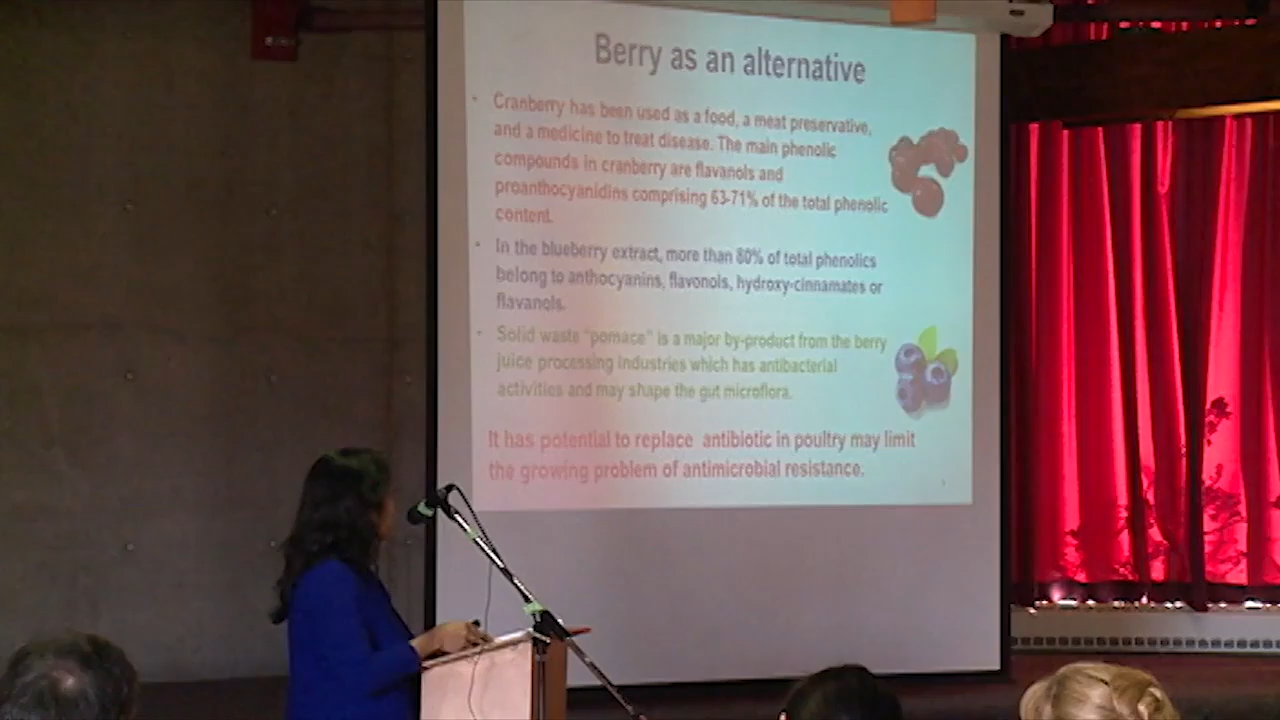 Berry as an alternative
Cranberry has been used as a food, a meat preservative,
and a medicine to treat disease. The main phenolic
compounds in cranberry are flavanols and
proanthocyanidins comprising 63-71% of the total phenolic
content.
In the blueberry extract, more than 80% of total phenolics
belong to anthocyanins, flavonols, hydroxy-cinnamates or
flavanols.
Solid waste "pomace" is a major by-product from the berry
juice processing industries which has antibacterial
activities and may shape the gut microflora.
It has potential to replace antibiotic in poultry may limit
the growing problem of antimicrobial resistance.